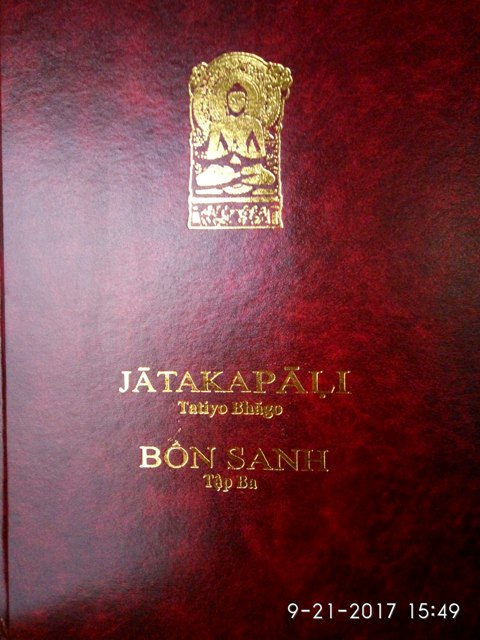 JĀTAKAPĀḶI
Tatiyo Bhāgo
BỔN SANH
Tập Ba
9-21-2017 15:49